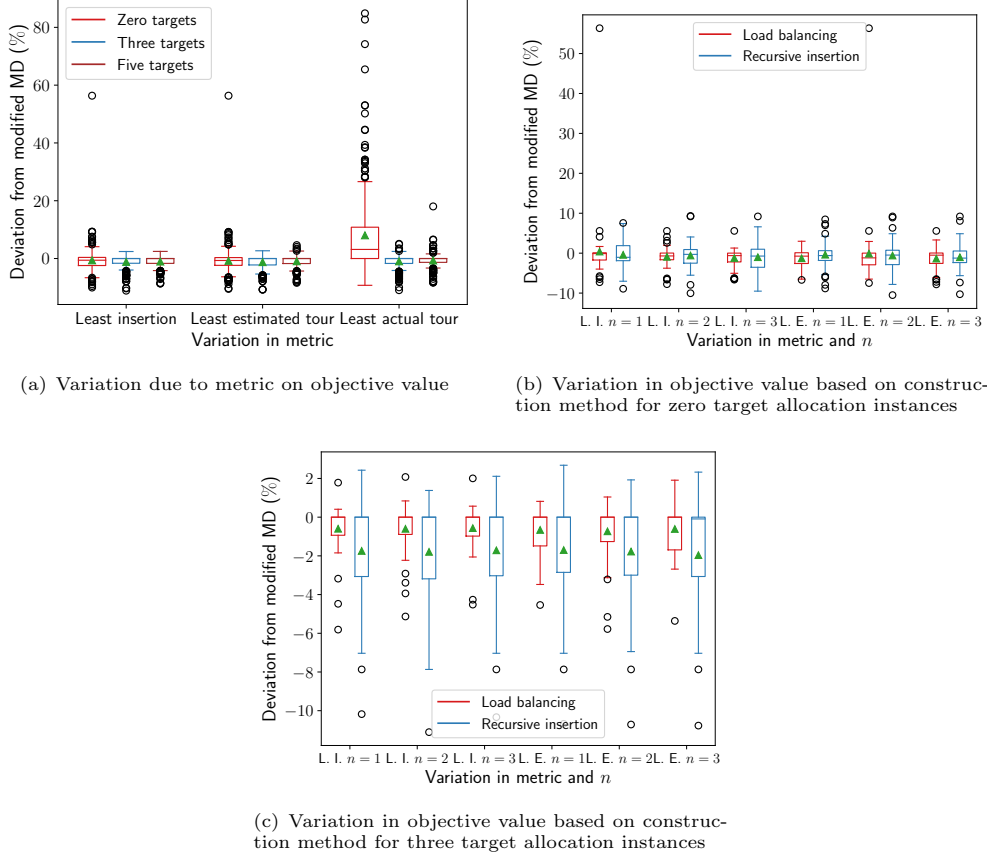 Zero targets
Three targets
Five targets
80
60
40
20
0
Deviation from modified MD (%)
Least insertion Least estimated tour Least actual tour
Variation in metric
(a) Variation due to metric on objective value
Load balancing
Recursive insertion
50
40
30
20
10
0
−10
Deviation from modified MD (%)
L. I. n = 1 L. I. n = 2 L. I. n = 3 L. E. n = 1 L. E. n = 2 L. E. n = 3
Variation in metric and n
(b) Variation in objective value based on construc-
tion method for zero target allocation instances
2
0
−2
−4
−6
−8
−10
Deviation from modified MD (%)
Load balancing
Recursive insertion
L. I. n = 1 L. I. n = 2 L. I. n = 3 L. E. n = 1 L. E. n = 2 L. E. n = 3
Variation in metric and n
(c) Variation in objective value based on construc-
tion method for three target allocation instances